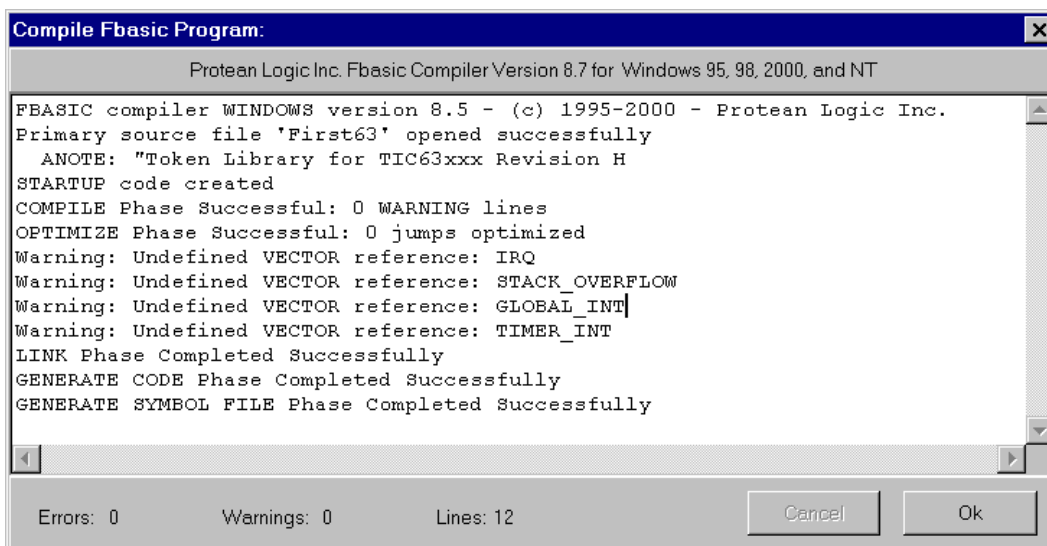 Compile Fbasic Program:
Protean Logic Inc. Fbasic Compiler Version 8.7 for Windows 95, 98, 2000, and NT
FBASIC compiler WINDOWS version 8.5 - (c) 1995-2000 - Protean Logic Inc.
Primary source file 'First63' opened successfully
ANOTE: "Token Library for TIC63xxx Revision H
STARTUP code created
COMPILE Phase Successful: 0 WARNING lines
OPTIMIZE Phase Successful: 0 jumps optimized
Warning: Undefined VECTOR reference: IRQ
Warning: Undefined VECTOR reference: STACK_OVERFLOW
Warning: Undefined VECTOR reference: GLOBAL_INT
Warning: Undefined VECTOR reference: TIMER_INT
LINK Phase Completed Successfully
GENERATE CODE Phase Completed Successfully
GENERATE SYMBOL FILE Phase Completed Successfully
Errors: 0 Warnings: 0 Lines: 12 Cancel Ok